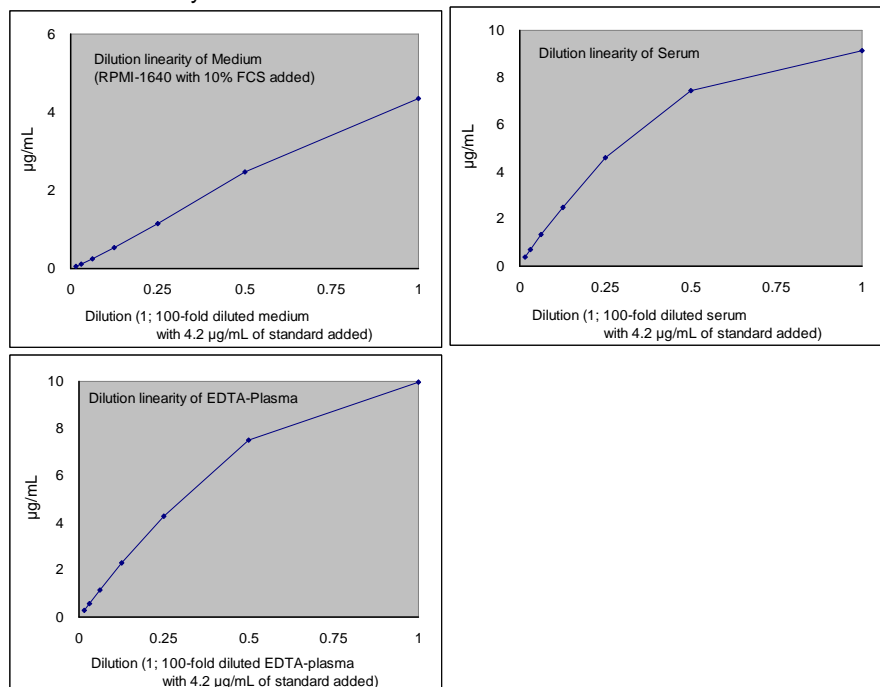 Dilution linearity of Medium
(RPMI-1640 with 10% FCS added)
µg/mL
6
4
2
0
0 0.25 0.5 0.75 1
Dilution (1; 100-fold diluted medium
with 4.2 µg/mL of standard added)
Dilution linearity of Serum
µg/mL
10
8
6
4
2
0
0 0.25 0.5 0.75 1
Dilution (1; 100-fold diluted serum
with 4.2 µg/mL of standard added)
Dilution linearity of EDTA-Plasma
µg/mL
10
8
6
4
2
0
0 0.25 0.5 0.75 1
Dilution (1; 100-fold diluted EDTA-plasma
with 4.2 µg/mL of standard added)